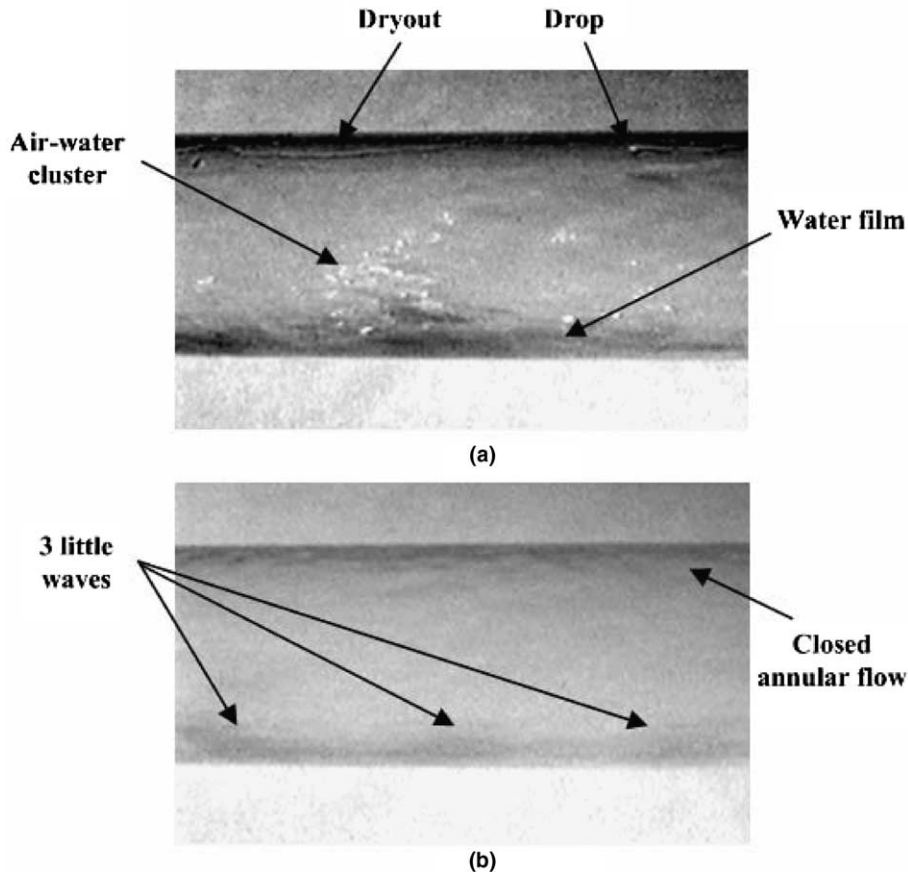 Dryout
Drop
Air-water
cluster
Water film
(a)
3 little
waves
Closed
annular flow
(b)